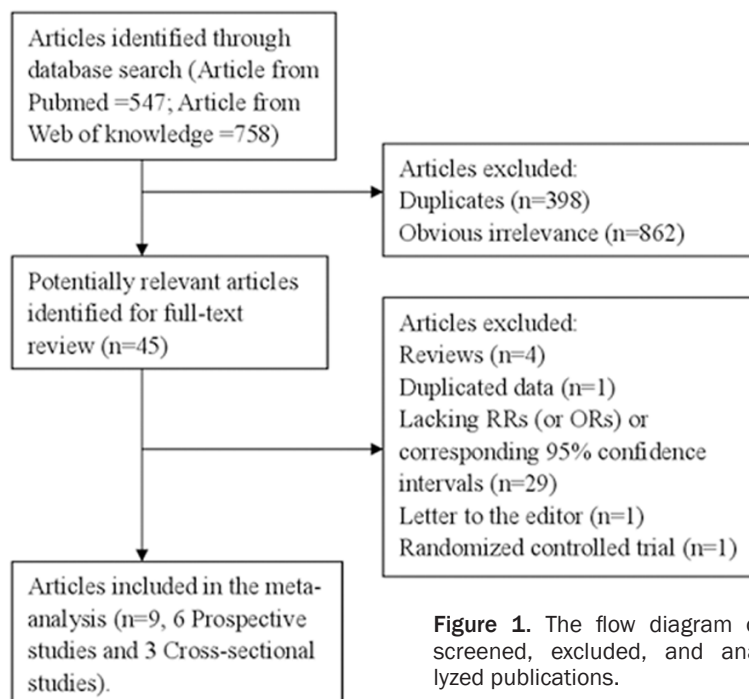 Articles identified through
database search (Article from
Pubmed =547; Article from
Web of knowledge =758)
Articles excluded:
Duplicates (n=398)
Obvious irrelevance (n=862)
Potentially relevant articles
identified for full-text
review (n=45)
Articles excluded:
Reviews (n=4)
Duplicated data (n=1)
Lacking RRs (or ORs) or
corresponding 95% confidence
intervals (n=29)
Letter to the editor (n=1)
Randomized controlled trial (n=1)
Articles included in the meta-
analysis (n=9, 6 Prospective
studies and 3 Cross-sectional
studies).
Figure 1. The flow diagram
screened, excluded, and ana
lyzed publications.